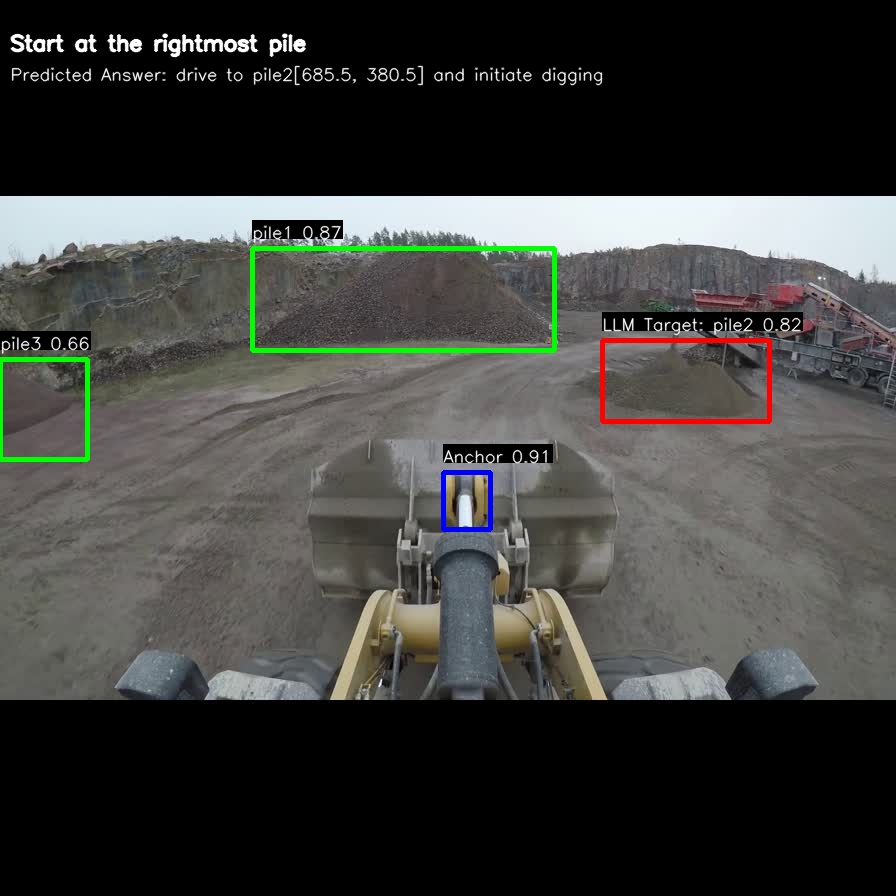 Start at the rightmost pile
Predicted Answer: drive to pile2[685.5, 380.5] and initiate digging
pile1 0.87
LLM Target: pile2 0.82
pile3 0.66
Anchor 0.91